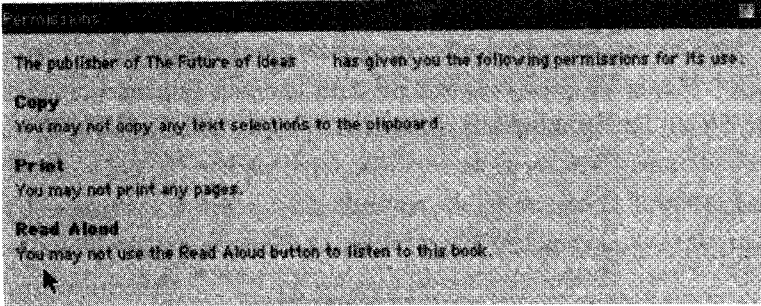 Permissions
The publisher of The Future of Ideas has given you the following permissions for its use.
Copy
You may not copy any text selections to the clipboard.
Print
You may not print any pages.
Read Aloud
You may not use the Read Aloud button to listen to this book.